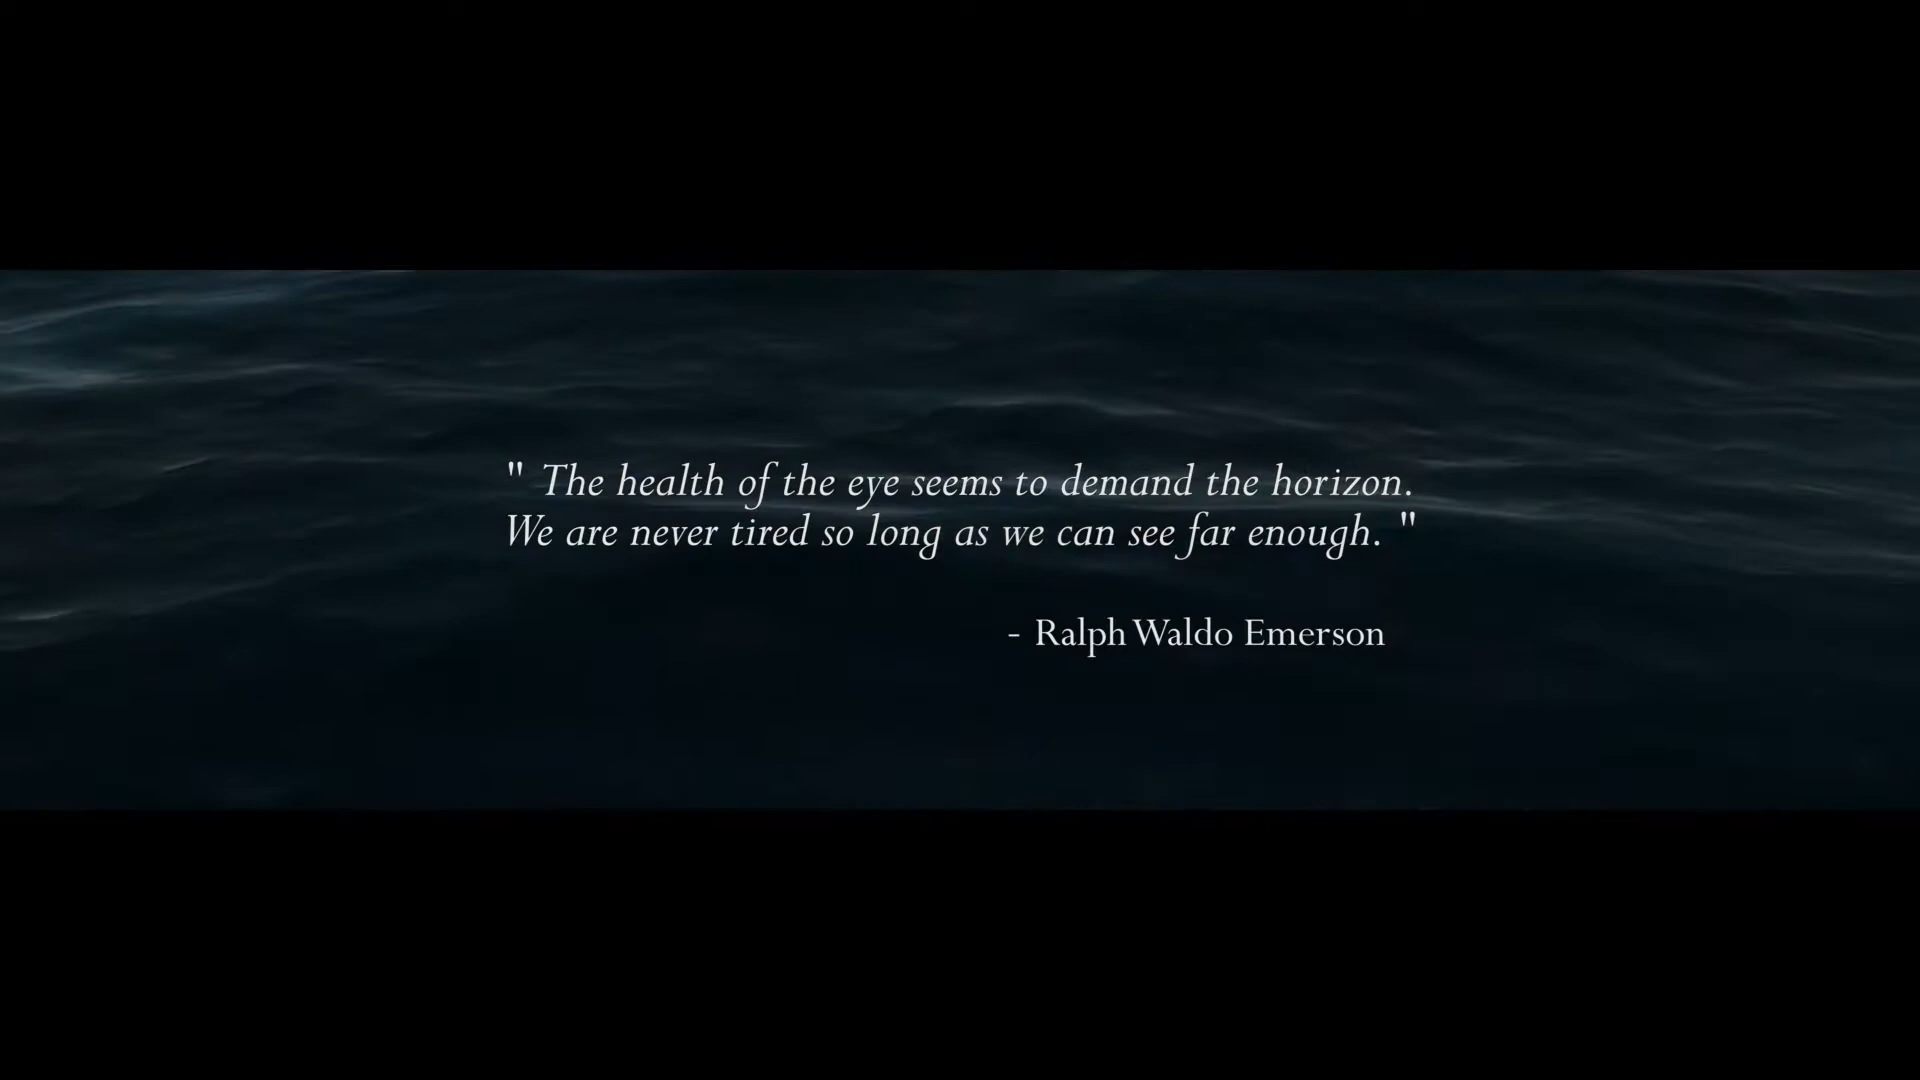 " The health of the eye seems to demand the horizon.
We are never tired so long as we can see far enough. "
- Ralph Waldo Emerson